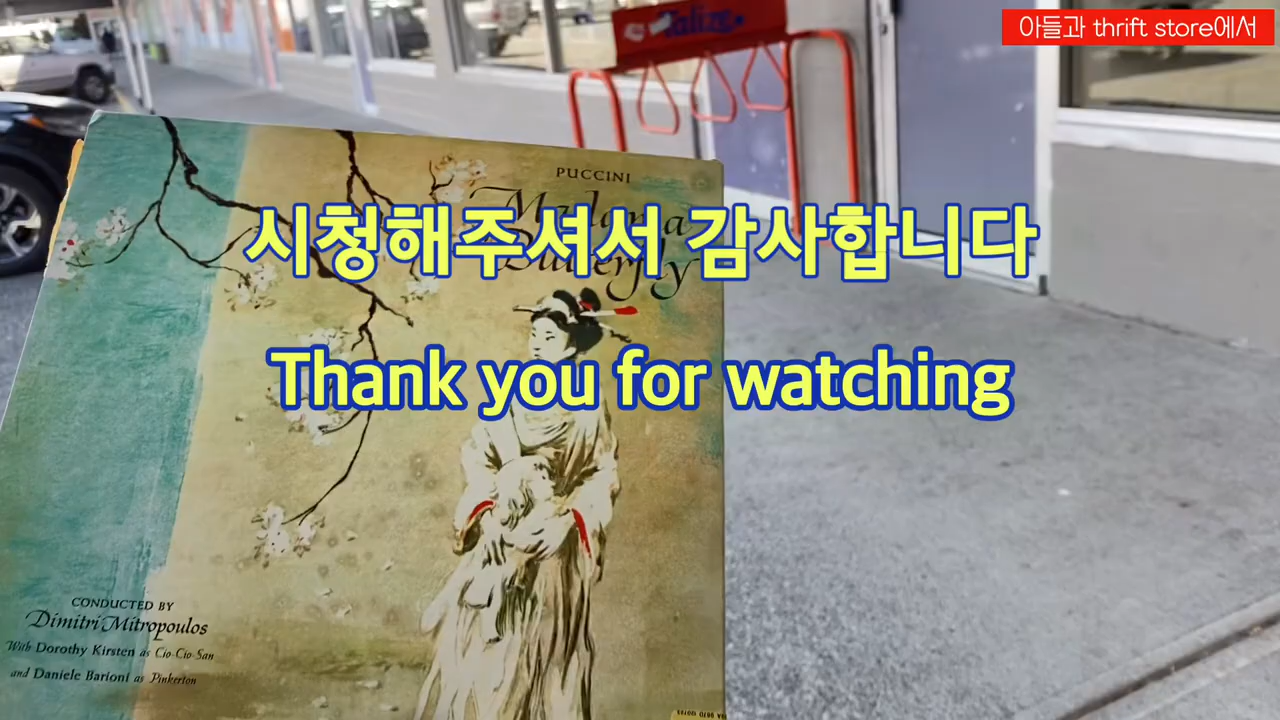 아들과 thrift store에서
PUCCINI
Madama
Butterfly
시청해주셔서 감사합니다
Thank you for watching
CONDUCTED BY
Dimitri Mitropoulos
With Dorothy Kirsten as Cio-Cio-San
and Daniele Barioni as Pinkerton